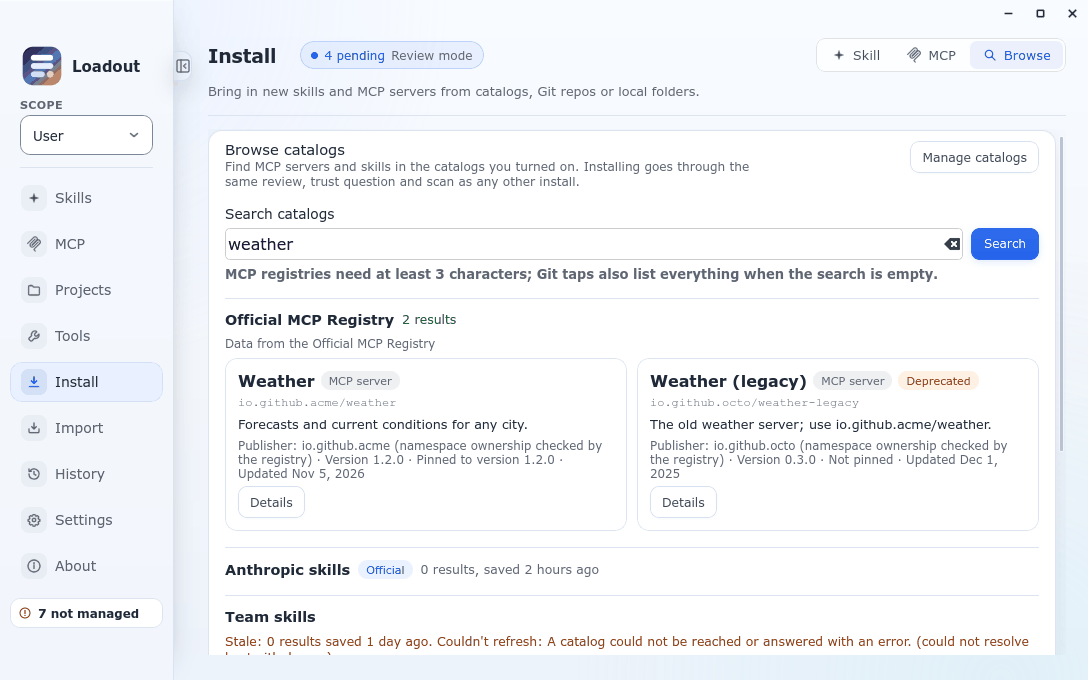 Loadout
SCOPE
User
Skills
MCP
Projects
Tools
Install
Import
History
Settings
About
7 not managed
Install
4 pending Review mode
Skill
MCP
Browse
Bring in new skills and MCP servers from catalogs, Git repos or local folders.
Browse catalogs
Find MCP servers and skills in the catalogs you turned on. Installing goes through the
same review, trust question and scan as any other install.
Manage catalogs
Search catalogs
weather
Search
MCP registries need at least 3 characters; Git taps also list everything when the search is empty.
Official MCP Registry 2 results
Data from the Official MCP Registry
Weather MCP server
io.github.acme/weather
Forecasts and current conditions for any city.
Publisher: io.github.acme (namespace ownership checked by
the registry) · Version 1.2.0 · Pinned to version 1.2.0 ·
Updated Nov 5, 2026
Details
Weather (legacy) MCP server Deprecated
io.github.octo/weather-legacy
The old weather server; use io.github.acme/weather.
Publisher: io.github.octo (namespace ownership checked by
the registry) · Version 0.3.0 · Not pinned · Updated Dec 1,
2025
Details
Anthropic skills Official 0 results, saved 2 hours ago
Team skills
Stale: 0 results saved 1 day ago. Couldn't refresh: A catalog could not be reached or answered with an error. (could not resolve